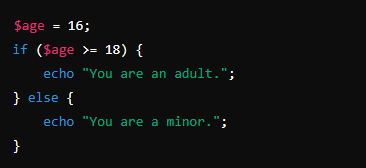 $age = 16;
if ($age >= 18) {
    echo "You are an adult.";
} else {
    echo "You are a minor.";
}